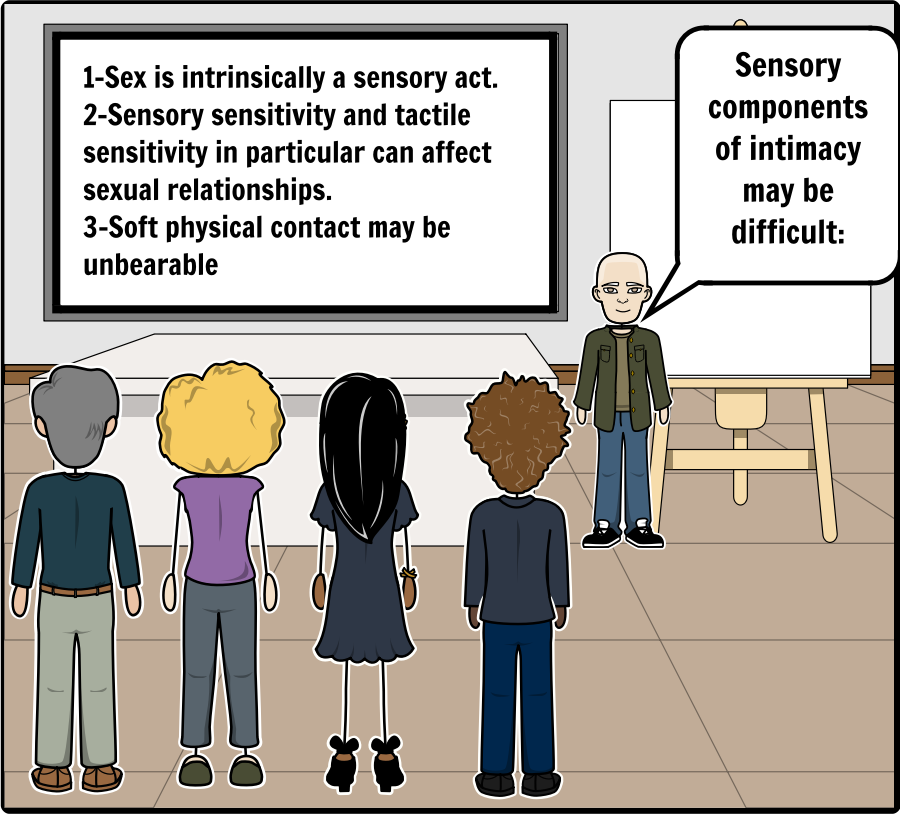 1-Sex is intrinsically a sensory act.
2-Sensory sensitivity and tactile
sensitivity in particular can affect
sexual relationships.
3-Soft physical contact may be
unbearable
Sensory
components
of intimacy
may be
difficult: